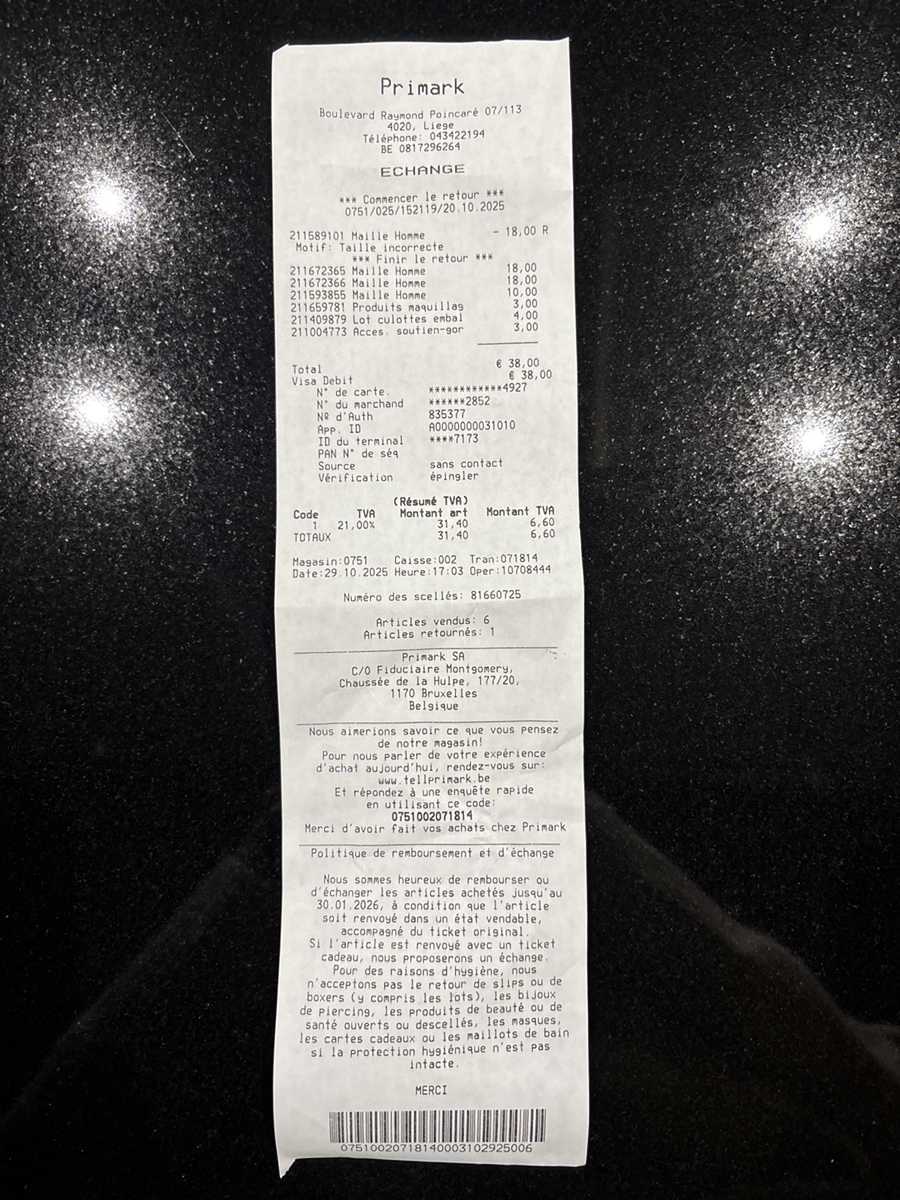 Primark
Boulevard Raymond Poincaré 07/113
4020, Liege
Téléphone: 043422194
BE 0817296264
ECHANGE
*** Commencer le retour ***
0751/025/152119/20.10.2025
211589101 Maille Homme - 18,00 R
Motif: Taille incorrecte
*** Finir le retour ***
211672365 Maille Homme 18,00
211672366 Maille Homme 18,00
211593855 Maille Homme 10,00
211659781 Produits maquillag 3,00
211409879 Lot culottes embal 4,00
211004773 Acces. soutien-gor 3,00
Total € 38,00
Visa Debit € 38,00
N° de carte. ************4927
N° du marchand ******2852
Nº d'Auth 835377
App. ID A0000000031010
ID du terminal ****7173
PAN N° de séq
Source sans contact
Vérification épingler
(Résumé TVA)
Code TVA Montant art Montant TVA
1 21,00% 31,40 6,60
TOTAUX 31,40 6,60
Magasin:0751 Caisse:002 Tran:071814
Date:29.10.2025 Heure:17:03 Oper:10708444
Numéro des scellés: 81660725
Articles vendus: 6
Articles retournés: 1
Primark SA
C/O Fiduciaire Montgomery,
Chaussée de la Hulpe, 177/20,
1170 Bruxelles
Belgique
Nous aimerions savoir ce que vous pensez
de notre magasin!
Pour nous parler de votre expérience
d'achat aujourd'hui, rendez-vous sur:
www.tellprimark.be
Et répondez à une enquête rapide
en utilisant ce code:
0751002071814
Merci d'avoir fait vos achats chez Primark
Politique de remboursement et d'échange
Nous sommes heureux de rembourser ou
d'échanger les articles achetés jusqu'au
30.01.2026, à condition que l'article
soit renvoyé dans un état vendable,
accompagné du ticket original.
Si l'article est renvoyé avec un ticket
cadeau, nous proposerons un échange.
Pour des raisons d'hygiène, nous
n'acceptons pas le retour de slips ou de
boxers (y compris les lots), les bijoux
de piercing, les produits de beauté ou de
santé ouverts ou descellés, les masques,
les cartes cadeaux ou les maillots de bain
si la protection hygiénique n'est pas
intacte.
MERCI
07510020718140003102925006